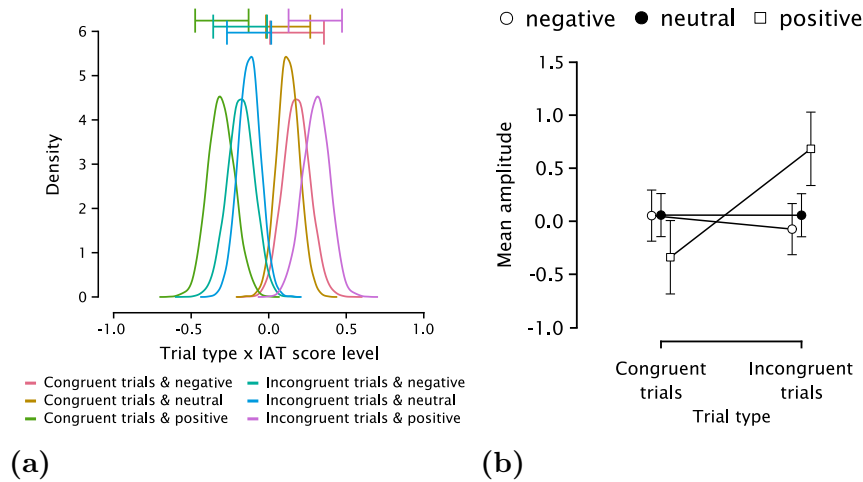 6
5
4
3
2
1
0
Density
-1.0 -0.5 0.0 0.5 1.0
Trial type x IAT score level
Congruent trials & negative Incongruent trials & negative
Congruent trials & neutral Incongruent trials & neutral
Congruent trials & positive Incongruent trials & positive
(a)
negative neutral positive
1.5
1.0
0.5
0.0
-0.5
-1.0
Mean amplitude
Congruent Incongruent
trials trials
Trial type
(b)